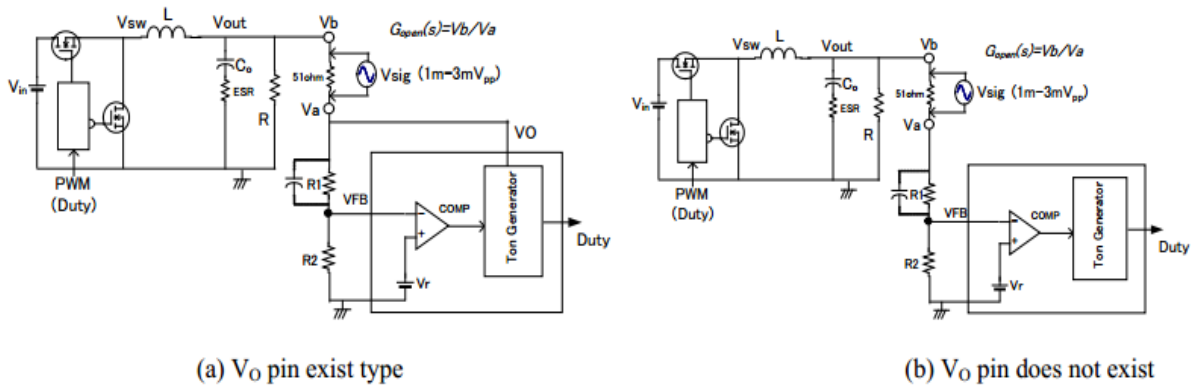 Vsw
L
Vout
Vb
Gopen(s)=Vb/Va
Vin
Co
ESR
R
51ohm
Vsig (1m-3mVpp)
Va
VO
PWM
(Duty)
R1
VFB
COMP
Ton Generator
Duty
R2
Vr
(a) VO pin exist type
Vsw
L
Vout
Vb
Gopen(s)=Vb/Va
Vin
Co
ESR
R
51ohm
Vsig (1m-3mVpp)
Va
PWM
(Duty)
R1
VFB
COMP
Ton Generator
Duty
R2
Vr
(b) VO pin does not exist